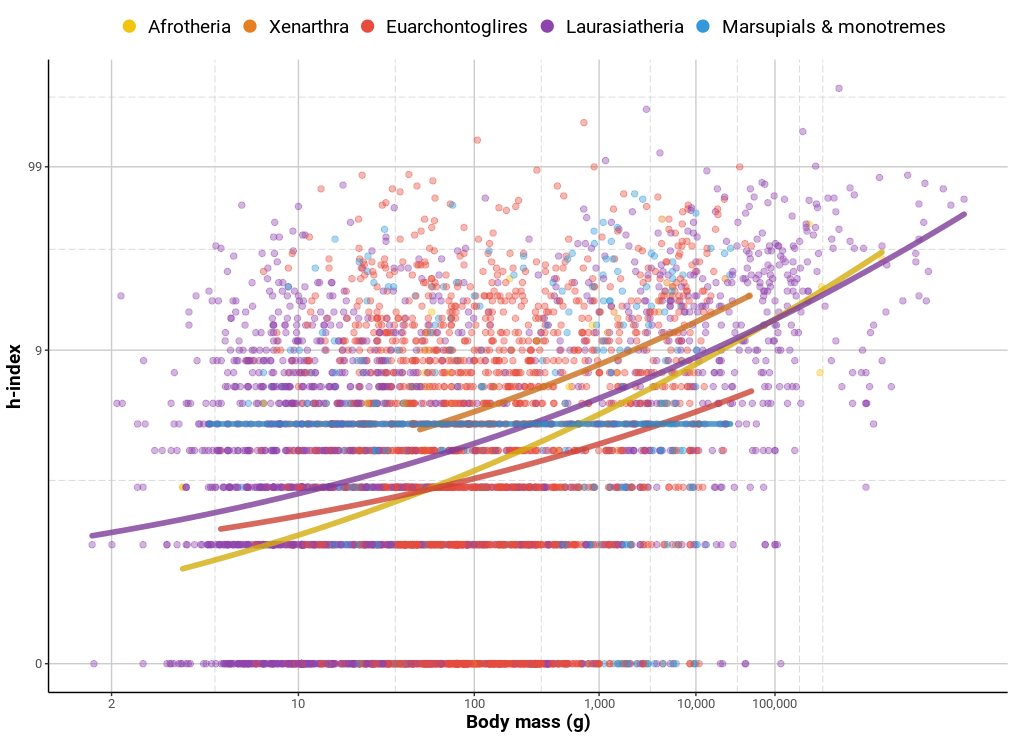 Afrotheria Xenarthra Euarchontoglires Laurasiatheria Marsupials & monotremes
h-index
99
9
0
2 10 100 1,000 10,000 100,000
Body mass (g)